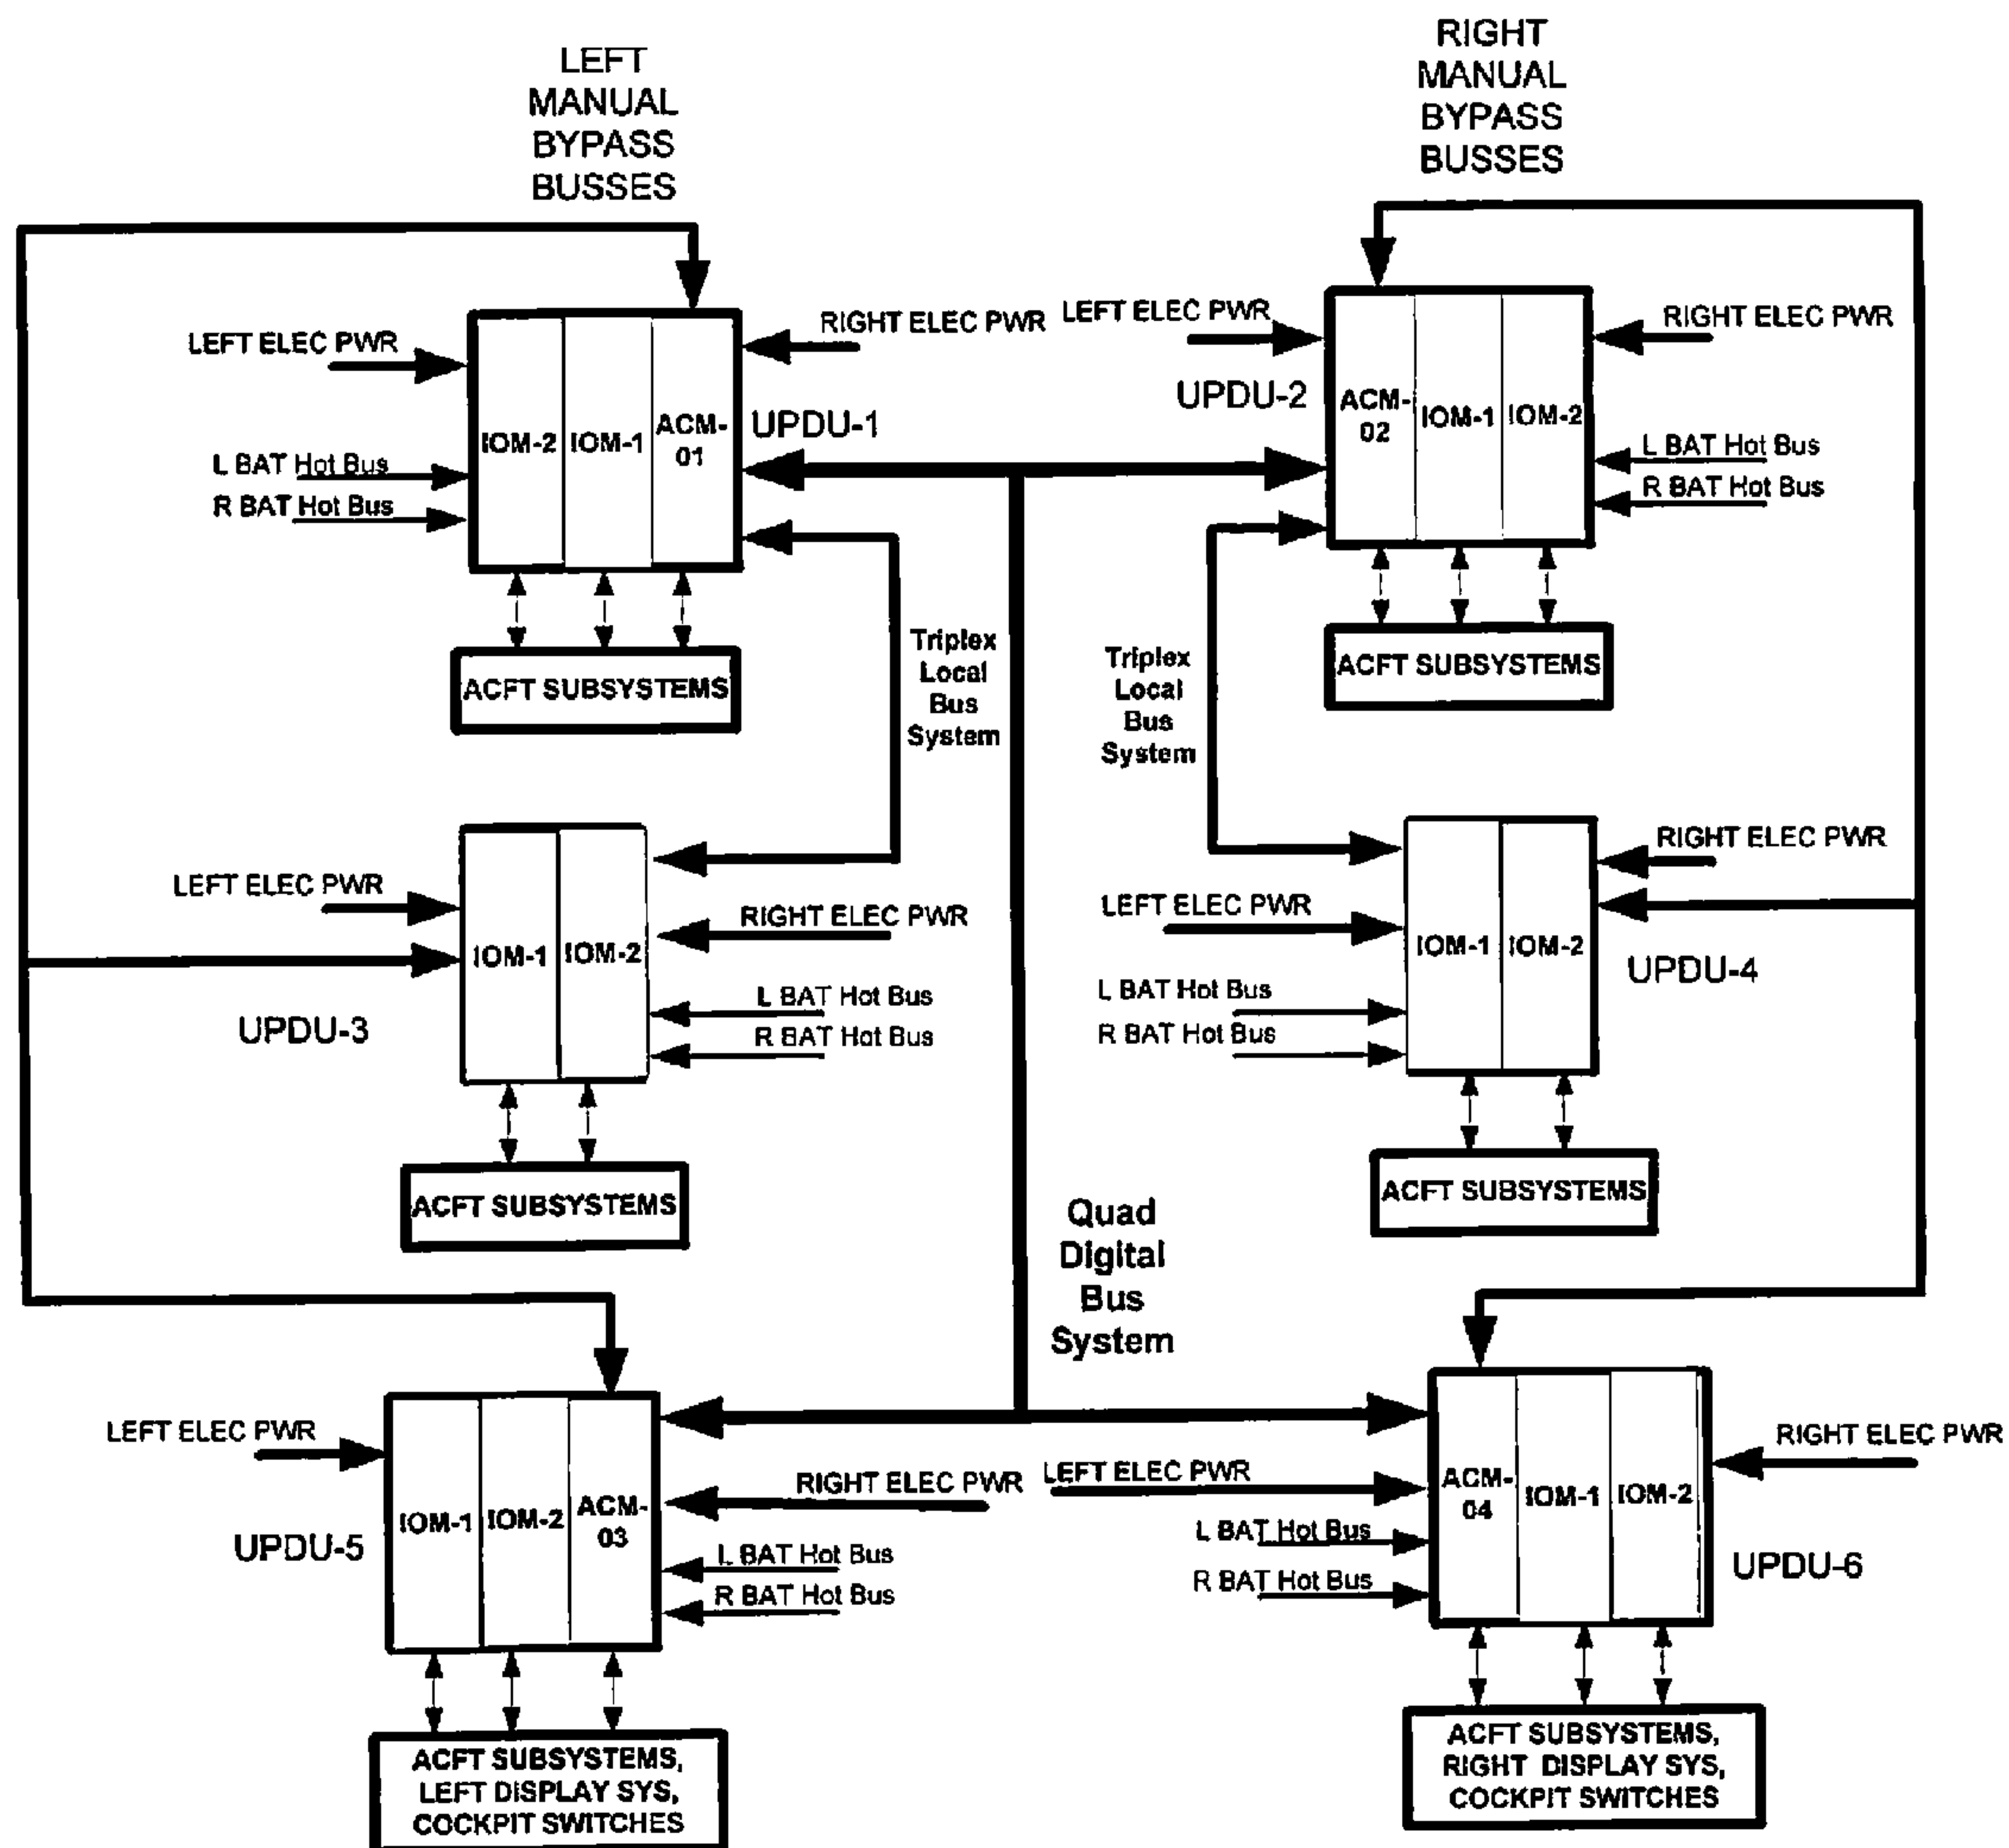 LEFT
MANUAL
BYPASS
BUSSES
RIGHT
MANUAL
BYPASS
BUSSES
LEFT ELEC PWR
L BAT Hot Bus
R BAT Hot Bus
IOM-2
IOM-1
ACM-
01
RIGHT ELEC PWR
UPDU-1
ACFT SUBSYSTEMS
LEFT ELEC PWR
UPDU-2
ACM-
02
IOM-1
IOM-2
RIGHT ELEC PWR
L BAT Hot Bus
R BAT Hot Bus
ACFT SUBSYSTEMS
Triplex
Local
Bus
System
Triplex
Local
Bus
System
LEFT ELEC PWR
UPDU-3
IOM-1
IOM-2
RIGHT ELEC PWR
L BAT Hot Bus
R BAT Hot Bus
ACFT SUBSYSTEMS
LEFT ELEC PWR
L BAT Hot Bus
R BAT Hot Bus
IOM-1
IOM-2
RIGHT ELEC PWR
UPDU-4
ACFT SUBSYSTEMS
Quad
Digital
Bus
System
LEFT ELEC PWR
UPDU-5
IOM-1
IOM-2
ACM-
03
RIGHT ELEC PWR
L BAT Hot Bus
R BAT Hot Bus
ACFT SUBSYSTEMS,
LEFT DISPLAY SYS,
COCKPIT SWITCHES
LEFT ELEC PWR
L BAT Hot Bus
R BAT Hot Bus
ACM-
04
IOM-1
IOM-2
RIGHT ELEC PWR
UPDU-6
ACFT SUBSYSTEMS,
RIGHT DISPLAY SYS,
COCKPIT SWITCHES